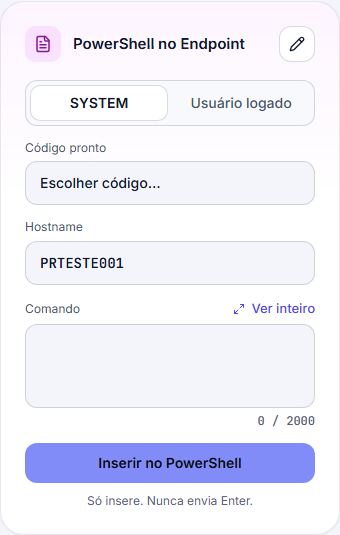 PowerShell no Endpoint
SYSTEM
Usuário logado
Código pronto
Escolher código...
Hostname
PRTESTE001
Comando
Ver inteiro
0 / 2000
Inserir no PowerShell
Só insere. Nunca envia Enter.